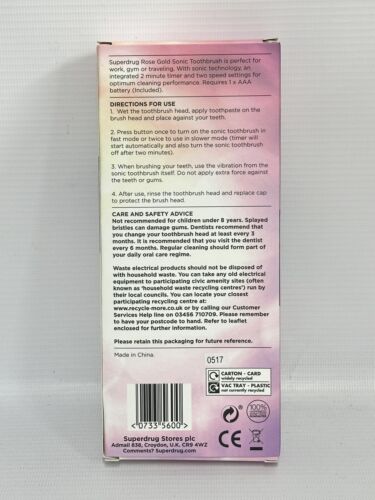 Superdrug Rose Gold Sonic Toothbrush is perfect for
work, gym or traveling. With sonic technology, an
integrated 2 minute timer and two speed settings for
optimum cleaning performance. Requires 1 x AAA
battery (Included).
DIRECTIONS FOR USE
1. Wet the toothbrush head, apply toothpaste on the
brush head and place against your teeth.
2. Press button once to turn on the sonic toothbrush in
fast mode or twice to use in slower mode (timer will
start automatically and also turn the sonic toothbrush
off after two minutes).
3. When brushing your teeth, use the vibration from the
sonic toothbrush itself. Do not apply extra force against
the teeth or gums.
4. After use, rinse the toothbrush head and replace cap
to protect the brush head.
CARE AND SAFETY ADVICE
Not recommended for children under 8 years. Splayed
bristles can damage gums. Dentists recommend that
you change your toothbrush head at least every 3
months. It is recommended that you visit the dentist
every 6 months. Regular cleaning should form part of
your daily oral care regime.
Waste electrical products should not be disposed of
with household waste. You can take any old electrical
equipment to participating civic amenity sites (often
known as 'household waste recycling centres') run by
their local councils. You can locate your closest
participating recycling centre at:
www.recycle-more.co.uk or by calling our Customer
Services Help line on 03456 710709. Please remember
to have your postcode to hand. Refer to leaflet
enclosed for further information.
Please retain this packaging for future reference.
Made in China.
0517
CARTON - CARD
widely recycled
VAC TRAY - PLASTIC
not currently recycled
<07335600>
100%
CE
Superdrug Stores plc
Admail 838, Croydon, U.K. CR9 4WZ
Comments? Superdrug.com